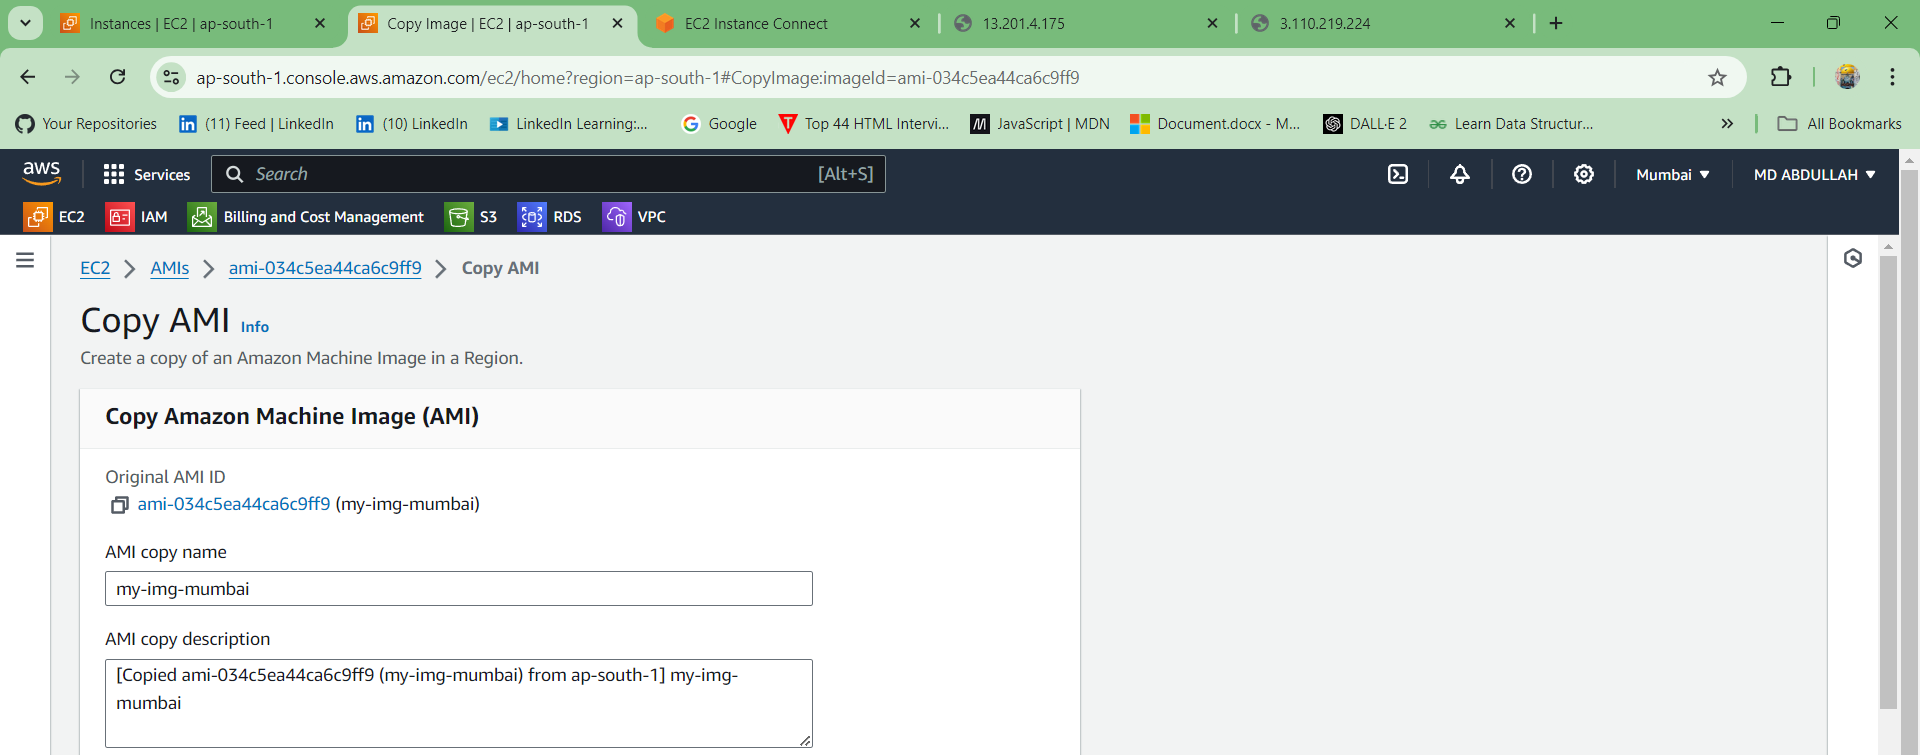 Instances | EC2 | ap-south-1
Copy Image | EC2 | ap-south-1
EC2 Instance Connect
13.201.4.175
3.110.219.224
ap-south-1.console.aws.amazon.com/ec2/home?region=ap-south-1#CopyImage:imageId=ami-034c5ea44ca6c9ff9
Your Repositories
(11) Feed | LinkedIn
(10) LinkedIn
LinkedIn Learning:...
Google
Top 44 HTML Intervi...
JavaScript | MDN
Document.docx - M...
DALL·E 2
Learn Data Structur...
All Bookmarks
aws
Services
Search
[Alt+S]
Mumbai
MD ABDULLAH
EC2
IAM
Billing and Cost Management
S3
RDS
VPC
EC2 > AMIs > ami-034c5ea44ca6c9ff9 > Copy AMI
Copy AMI Info
Create a copy of an Amazon Machine Image in a Region.
Copy Amazon Machine Image (AMI)
Original AMI ID
ami-034c5ea44ca6c9ff9 (my-img-mumbai)
AMI copy name
my-img-mumbai
AMI copy description
[Copied ami-034c5ea44ca6c9ff9 (my-img-mumbai) from ap-south-1] my-img-
mumbai